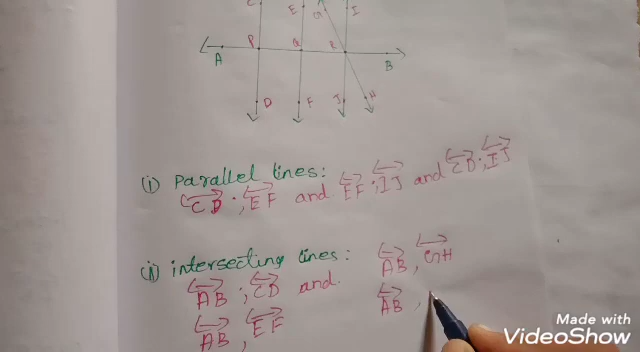 C E G I
A P Q R B
D F J H
(i) Parallel lines:
CD ; EF and EF ; IJ and CD ; IJ
(ii) intersecting lines: AB , GH
AB ; CD and. AB ,
AB , EF
Made with
VideoShow